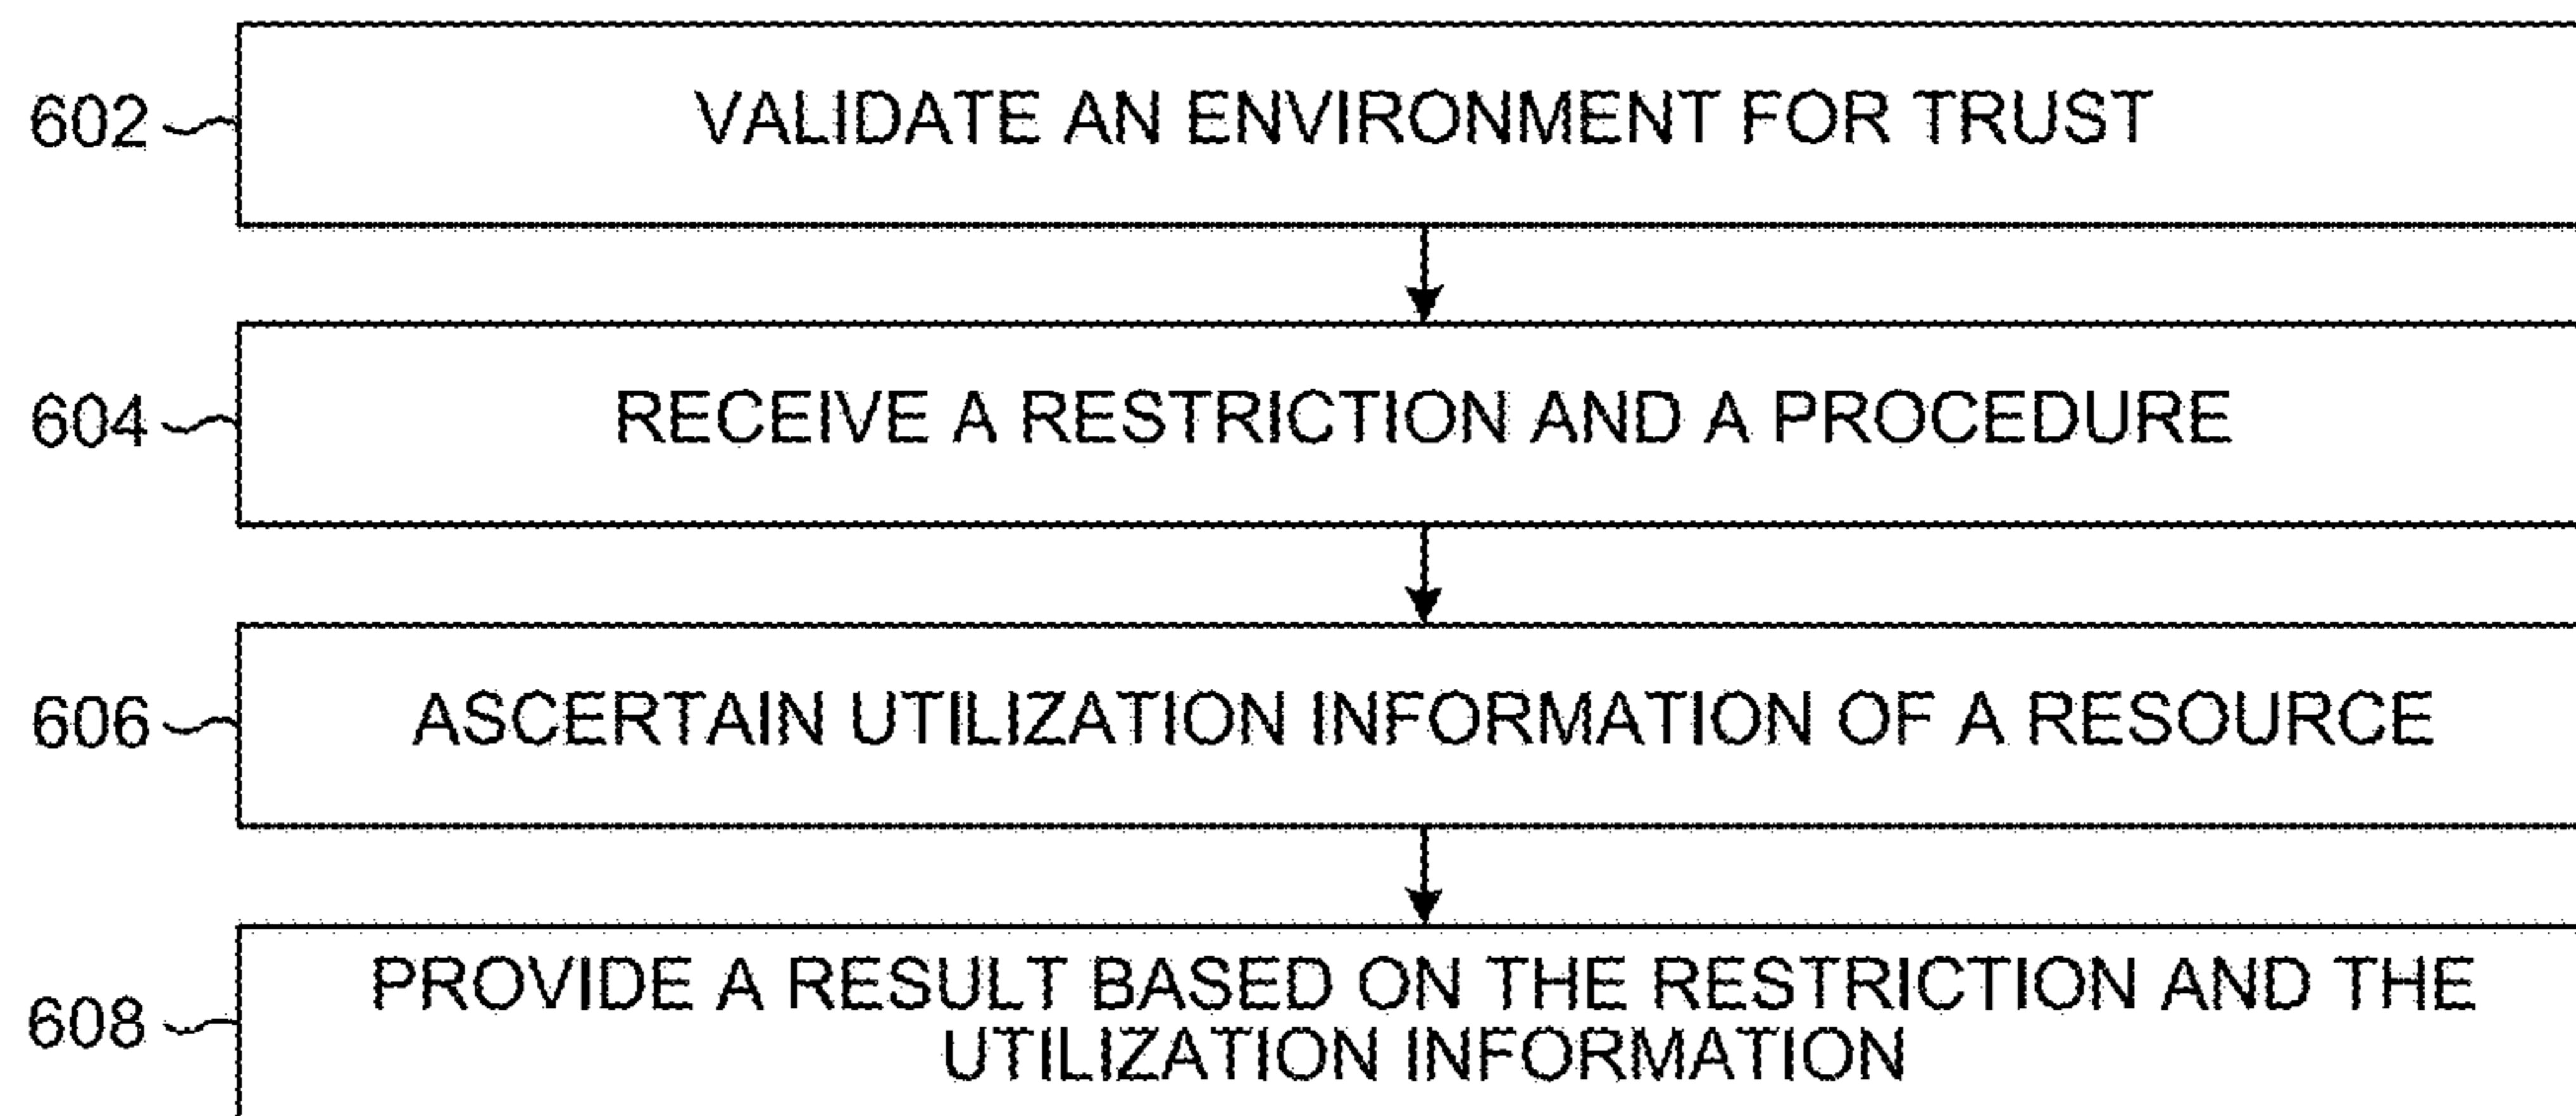 602
VALIDATE AN ENVIRONMENT FOR TRUST
604
RECEIVE A RESTRICTION AND A PROCEDURE
606
ASCERTAIN UTILIZATION INFORMATION OF A RESOURCE
608
PROVIDE A RESULT BASED ON THE RESTRICTION AND THE
UTILIZATION INFORMATION